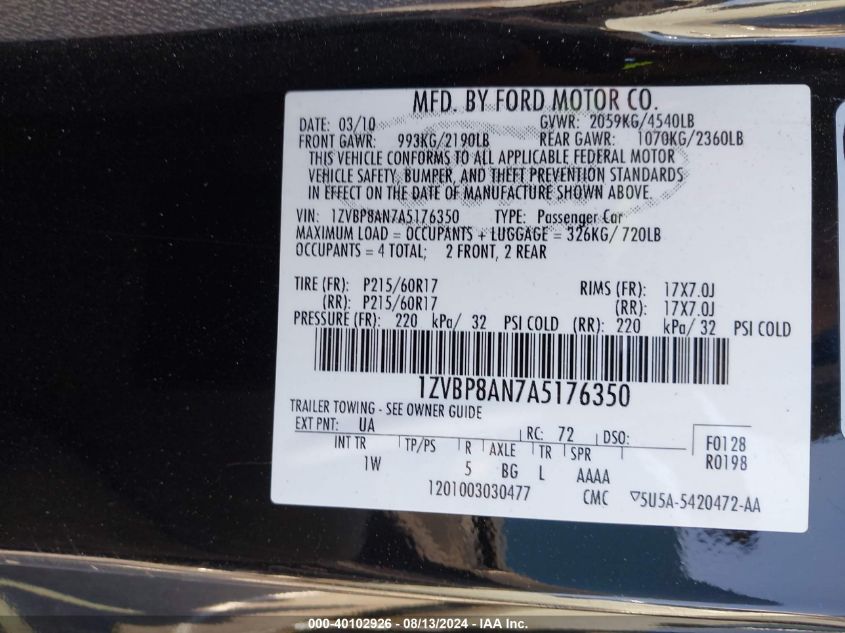 MFD. BY FORD MOTOR CO.
DATE: 03/10 GVWR: 2059KG/4540LB
FRONT GAWR: 993KG/2190LB REAR GAWR: 1070KG/2360LB
THIS VEHICLE CONFORMS TO ALL APPLICABLE FEDERAL MOTOR
VEHICLE SAFETY, BUMPER, AND THEFT PREVENTION STANDARDS
IN EFFECT ON THE DATE OF MANUFACTURE SHOWN ABOVE.
VIN: 1ZVBP8AN7A5176350 TYPE: Passenger Car
MAXIMUM LOAD = OCCUPANTS + LUGGAGE = 326KG/ 720LB
OCCUPANTS = 4 TOTAL; 2 FRONT, 2 REAR
TIRE (FR): P215/60R17 RIMS (FR): 17X7.0J
(RR): P215/60R17 (RR): 17X7.0J
PRESSURE (FR): 220 kPa/ 32 PSI COLD (RR): 220 kPa/ 32 PSI COLD
1ZVBP8AN7A5176350
TRAILER TOWING - SEE OWNER GUIDE
EXT PNT: UA RC: 72 DSO: F0128
INT TR TP/PS R AXLE TR SPR R0198
1W 5 BG L AAAA
1201003030477 CMC 5U5A-5420472-AA
000-40102926 - 08/13/2024 - IAA Inc.